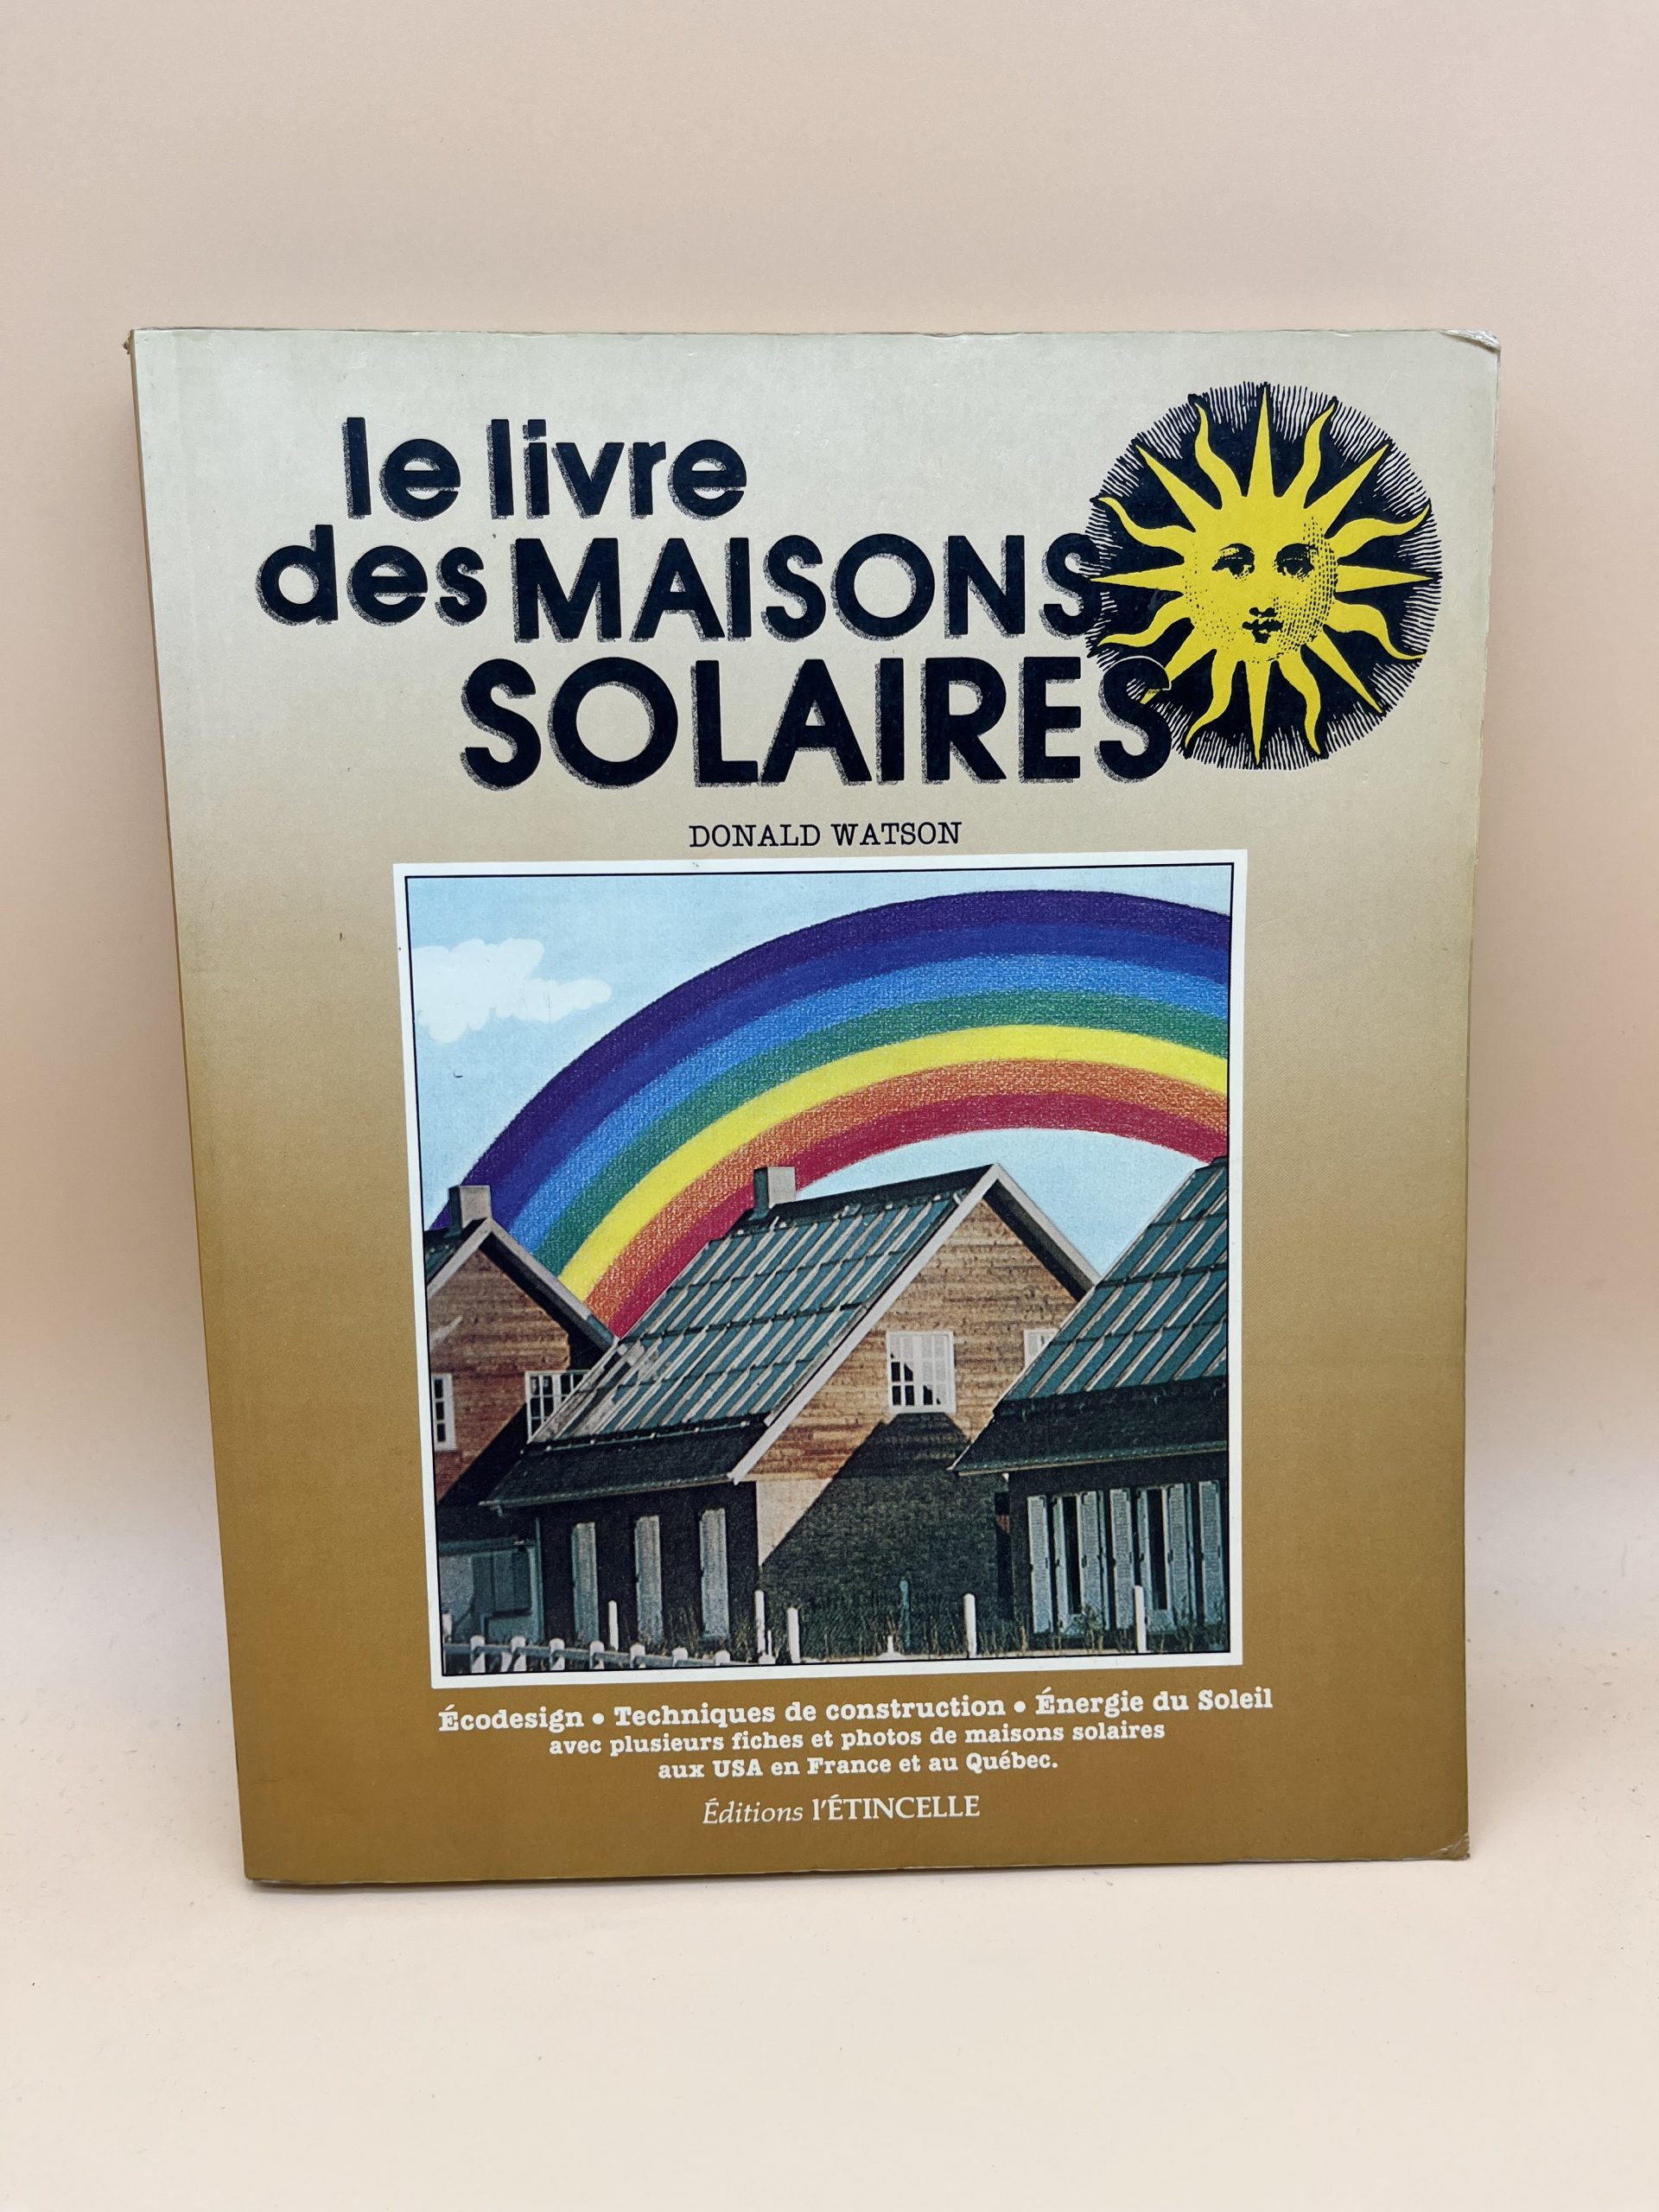 le livre
des MAISONS
SOLAIRES
DONALD WATSON
Écodesign • Techniques de construction • Énergie du Soleil
avec plusieurs fiches et photos de maisons solaires
aux USA en France et au Québec.
Éditions l'ÉTINCELLE